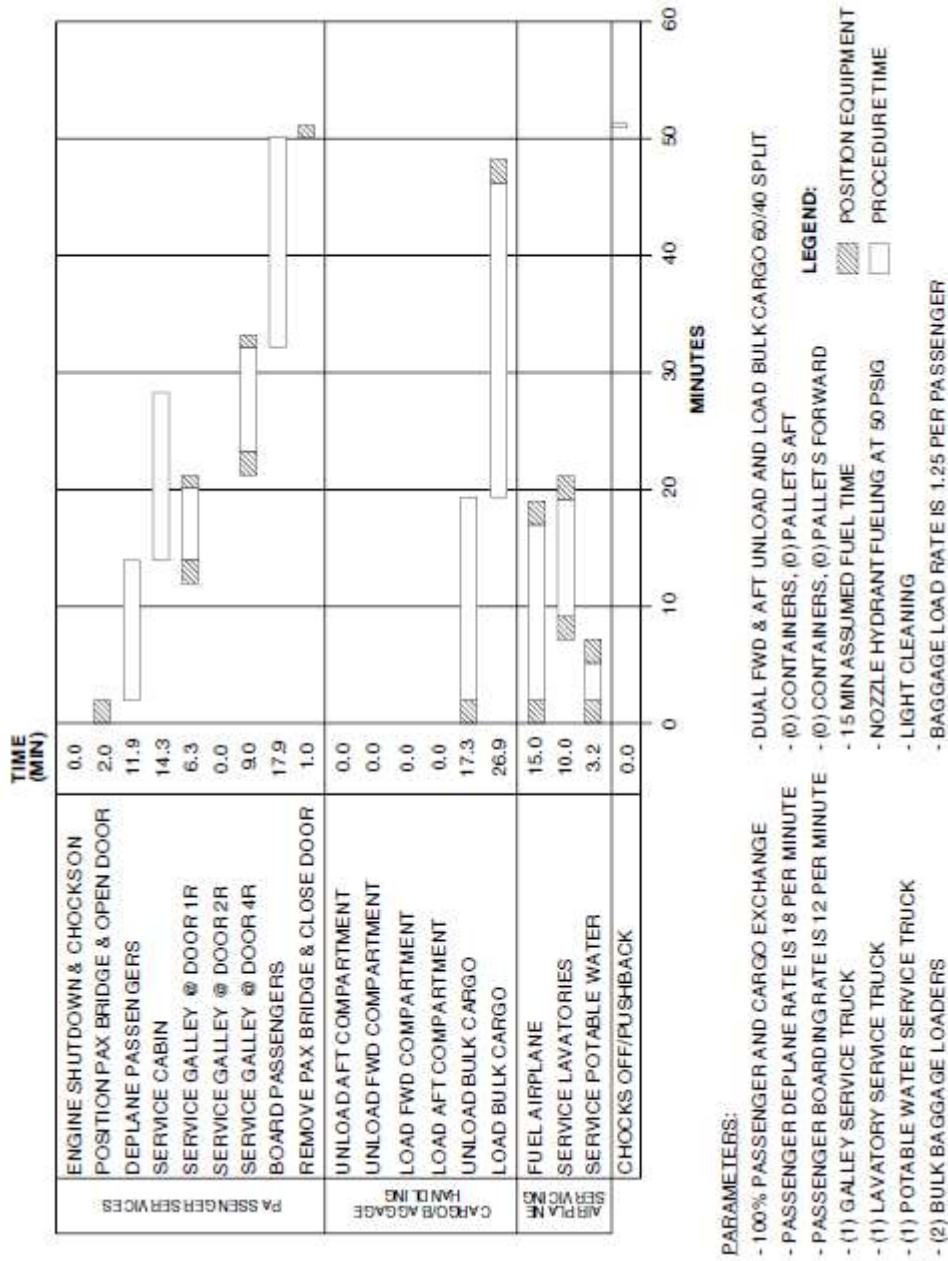 TIME
(MIN)
PASSENGER SERVICES
ENGINE SHUTDOWN & CHOCKS ON 0.0
POSITION PAX BRIDGE & OPEN DOOR 2.0
DEPLANE PASSENGERS 11.9
SERVICE CABIN 14.3
SERVICE GALLEY @ DOOR 1R 6.3
SERVICE GALLEY @ DOOR 2R 0.0
SERVICE GALLEY @ DOOR 4R 9.0
BOARD PASSENGERS 17.9
REMOVE PAX BRIDGE & CLOSE DOOR 1.0
CARGO/BAGGAGE
HANDLING
UNLOAD AFT COMPARTMENT 0.0
UNLOAD FWD COMPARTMENT 0.0
LOAD FWD COMPARTMENT 0.0
LOAD AFT COMPARTMENT 0.0
UNLOAD BULK CARGO 17.3
LOAD BULK CARGO 26.9
AIRPLANE
SERVICING
FUEL AIRPLANE 15.0
SERVICE LAVATORIES 10.0
SERVICE POTABLE WATER 3.2
CHOCKS OFF/PUSHBACK 0.0
0 10 20 30 40 50 60
MINUTES
PARAMETERS:
- 100% PASSENGER AND CARGO EXCHANGE
- PASSENGER DEPLANE RATE IS 18 PER MINUTE
- PASSENGER BOARDING RATE IS 12 PER MINUTE
- (1) GALLEY SERVICE TRUCK
- (1) LAVATORY SERVICE TRUCK
- (1) POTABLE WATER SERVICE TRUCK
- (2) BULK BAGGAGE LOADERS
- DUAL FWD & AFT UNLOAD AND LOAD BULK CARGO 60/40 SPLIT
- (0) CONTAINERS, (0) PALLETS AFT
- (0) CONTAINERS, (0) PALLETS FORWARD
- 15 MIN ASSUMED FUEL TIME
- NOZZLE HYDRANT FUELING AT 50 PSIG
- LIGHT CLEANING
- BAGGAGE LOAD RATE IS 1.25 PER PASSENGER
LEGEND:
POSITION EQUIPMENT
PROCEDURE TIME